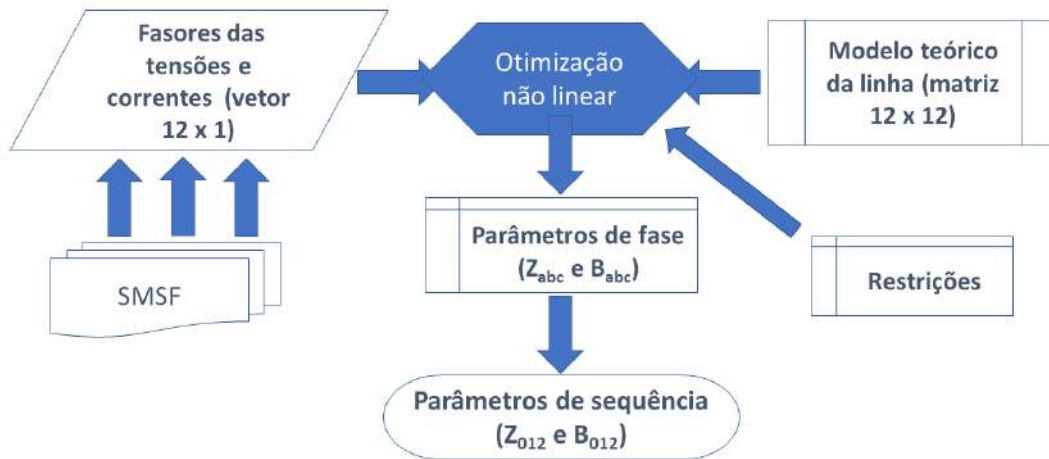 Fasores das
tensões e
correntes (vetor
12 x 1)
Otimização
não linear
Modelo teórico
da linha (matriz
12 x 12)
SMSF
Parâmetros de fase
(Zabc e Babc)
Restrições
Parâmetros de sequência
(Z012 e B012)